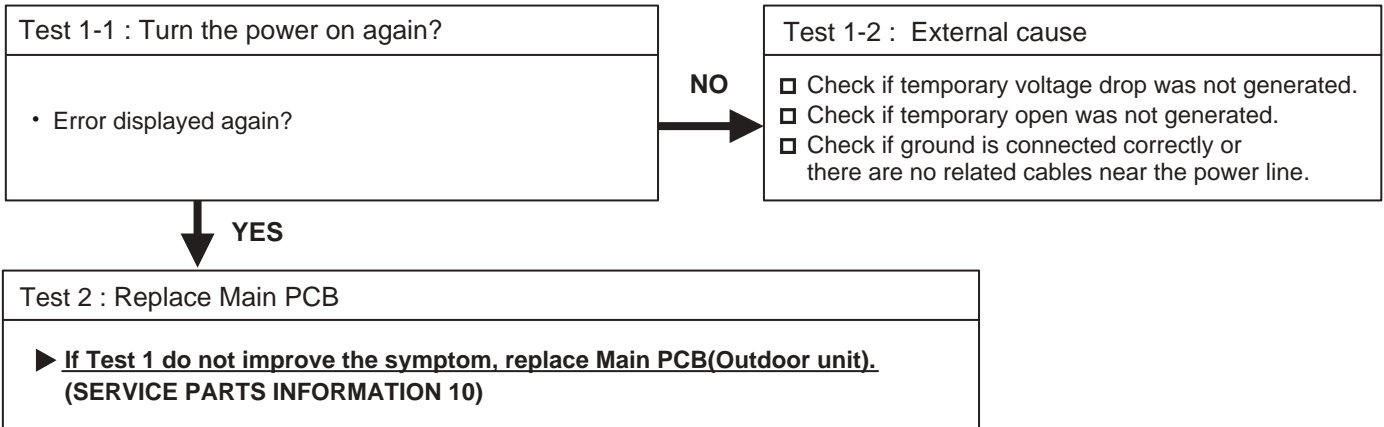 Test 1-1 : Turn the power on again?
• Error displayed again?
NO
Test 1-2 :  External cause
□ Check if temporary voltage drop was not generated.
□ Check if temporary open was not generated.
□ Check if ground is connected correctly or
there are no related cables near the power line.
YES
Test 2 : Replace Main PCB
▶ If Test 1 do not improve the symptom, replace Main PCB(Outdoor unit).
(SERVICE PARTS INFORMATION 10)